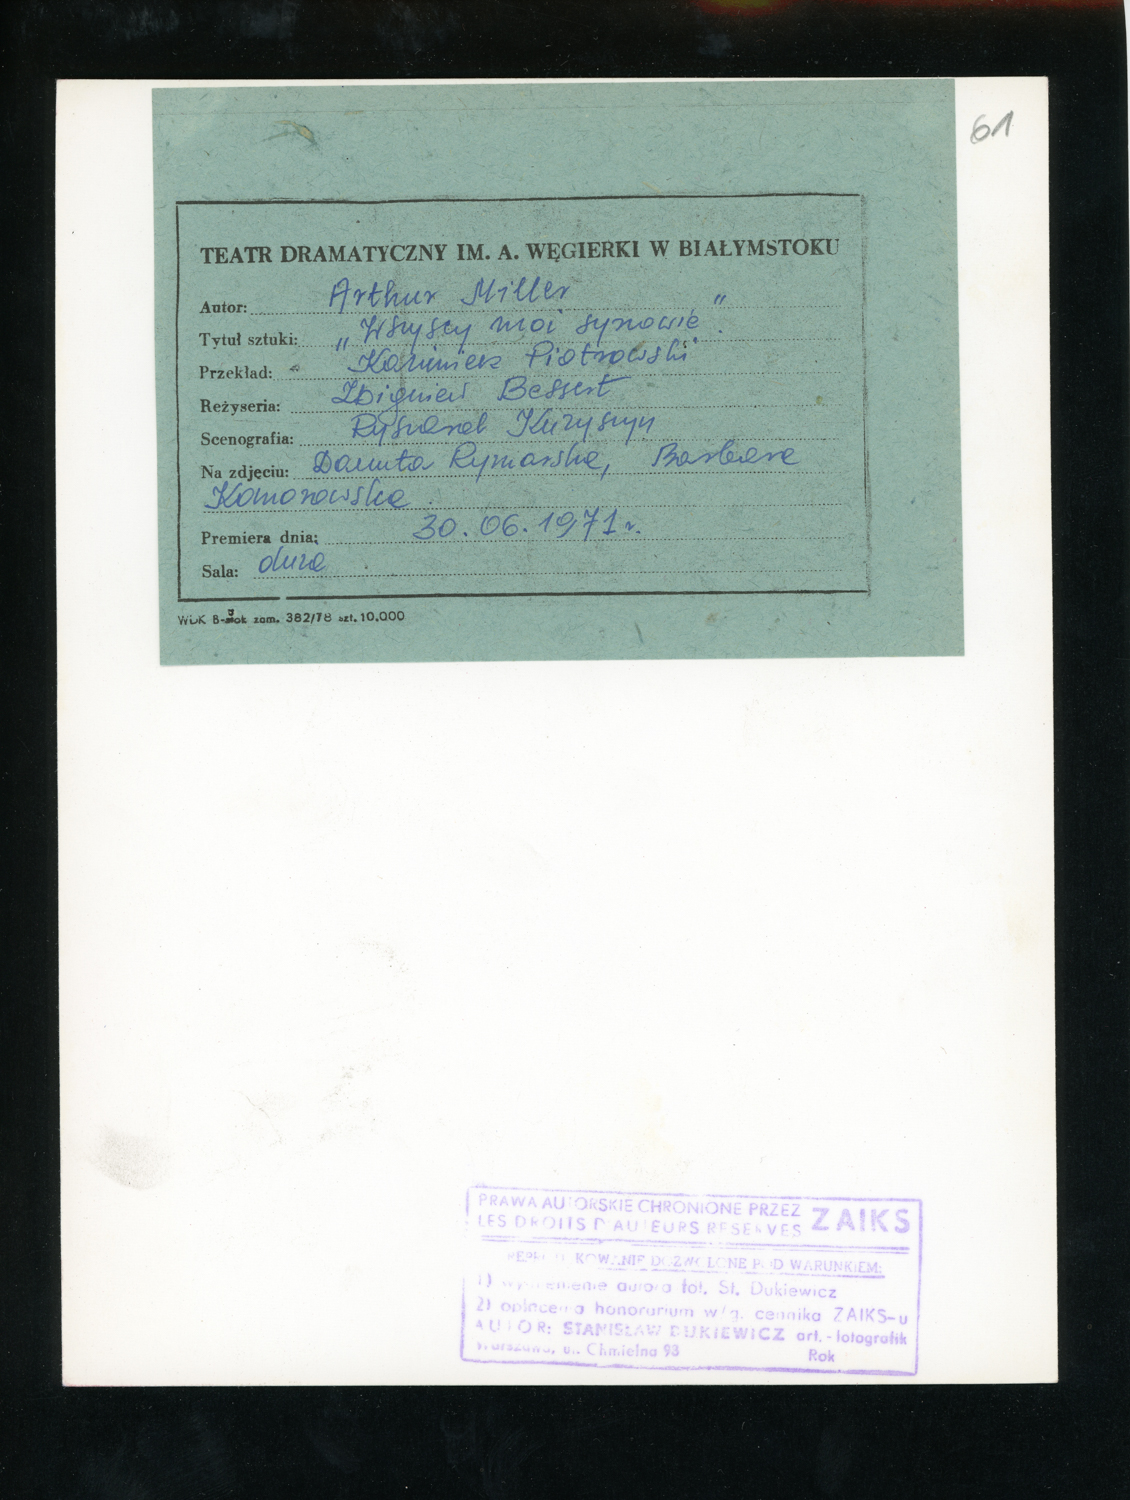 61
TEATR DRAMATYCZNY IM. A. WĘGIERKI W BIAŁYMSTOKU
Autor: Arthur Miller
Tytuł sztuki: „Wszyscy moi synowie".
Przekład: Kazimierz Piotrowski
Reżyseria: Zbigniew Bessert
Scenografia: Ryszard Kuzyszyn
Na zdjęciu: Danuta Rymarska, Barbara
Komorowska
Premiera dnia: 30.06.1971 r.
Sala: duża
WDK B-stok zam. 382/78 szt. 10.000
PRAWA AUTORSKIE CHRONIONE PRZEZ ZAIKS
LES DROITS D'AUTEURS RESERVES
REPRODUKOWANIE DOZWOLONE POD WARUNKIEM:
1) wymienienie autora fot. St. Dukiewicz
2) opłacenia honorarium w/g. cennika ZAIKS-u
AUTOR: STANISŁAW DUKIEWICZ art.-fotografik
Warszawa, ul. Chmielna 93 Rok